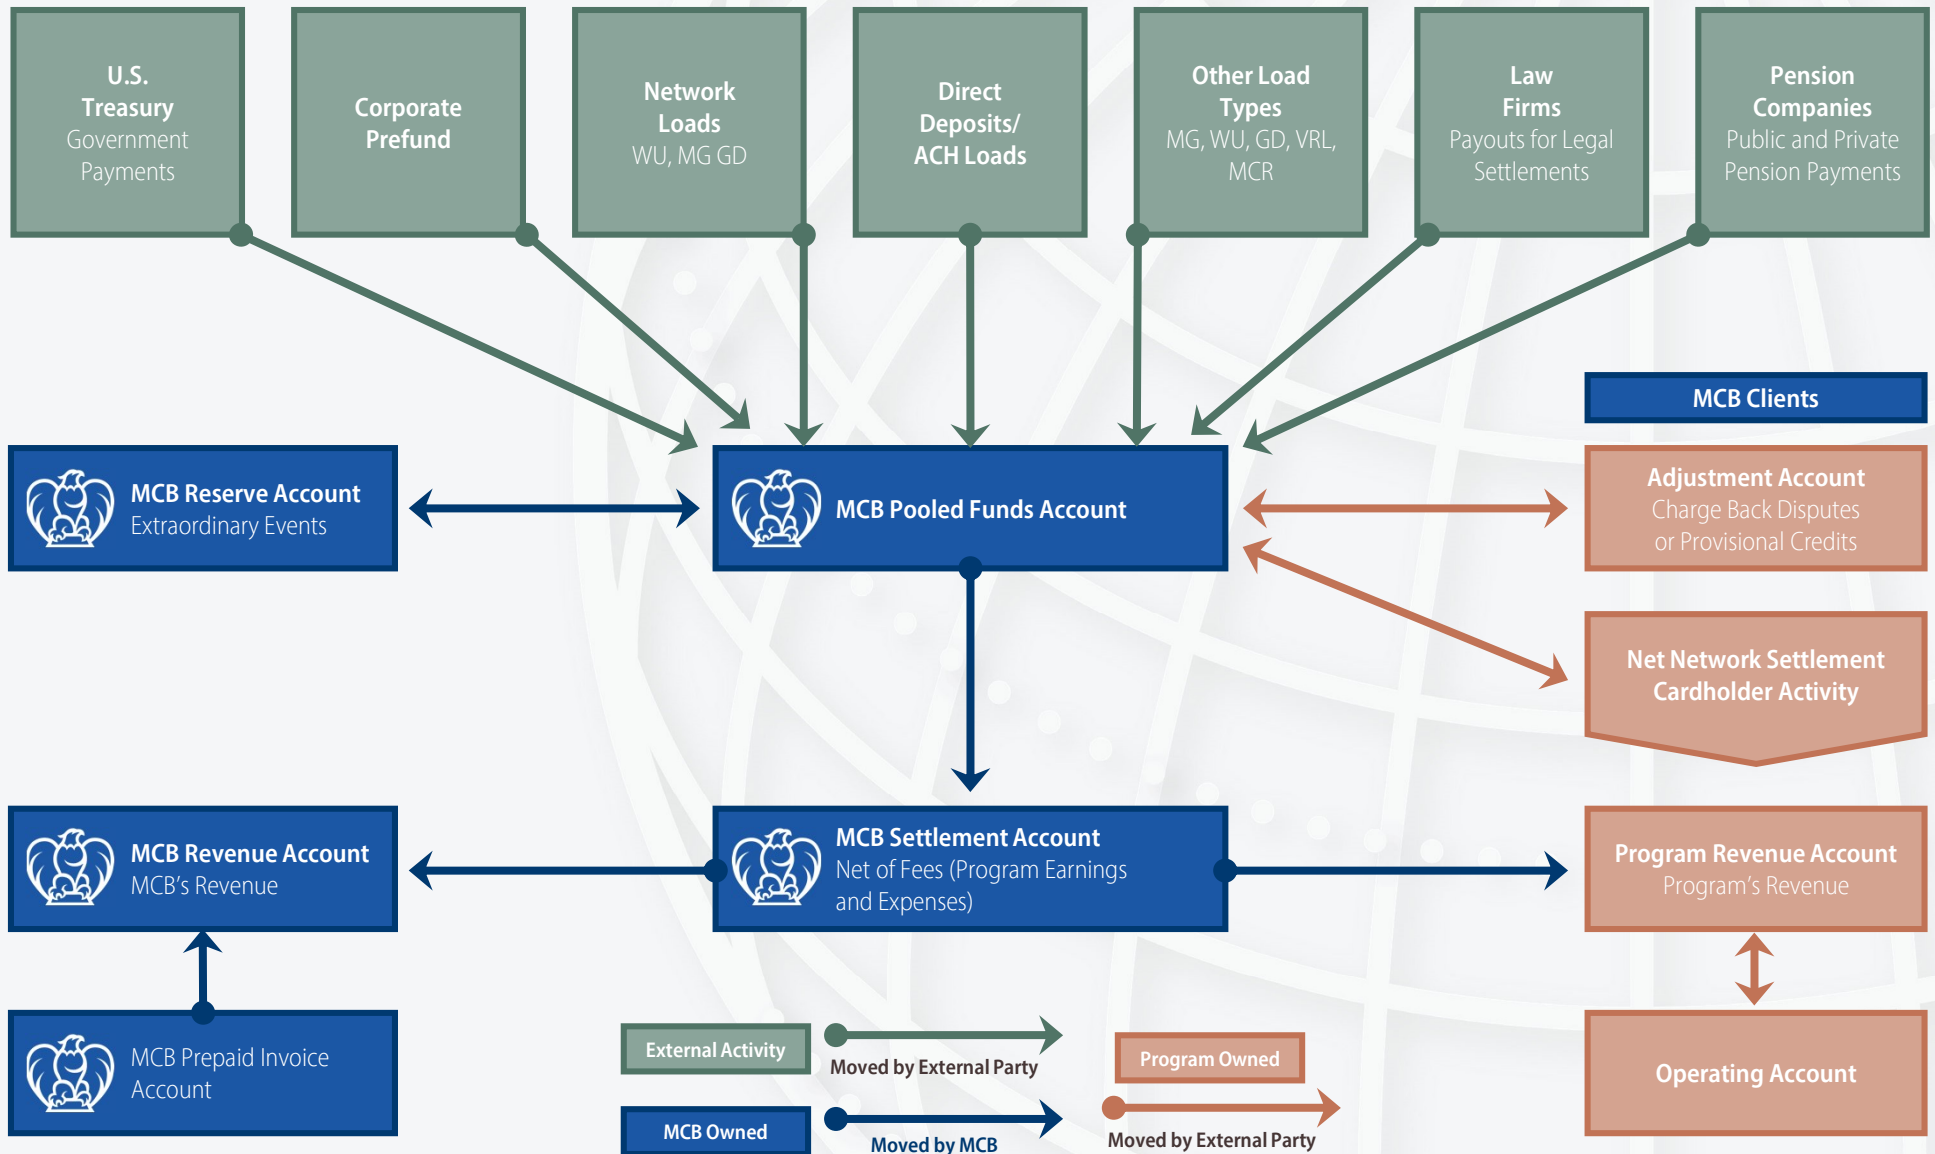 U.S.
Treasury
Government
Payments
Corporate
Prefund
Network
Loads
WU, MG GD
Direct
Deposits/
ACH Loads
Other Load
Types
MG, WU, GD, VRL,
MCR
Law
Firms
Payouts for Legal
Settlements
Pension
Companies
Public and Private
Pension Payments
MCB Clients
MCB Reserve Account
Extraordinary Events
MCB Pooled Funds Account
Adjustment Account
Charge Back Disputes
or Provisional Credits
Net Network Settlement
Cardholder Activity
MCB Revenue Account
MCB's Revenue
MCB Settlement Account
Net of Fees (Program Earnings
and Expenses)
Program Revenue Account
Program's Revenue
MCB Prepaid Invoice
Account
Operating Account
External Activity
Moved by External Party
Program Owned
Moved by External Party
MCB Owned
Moved by MCB